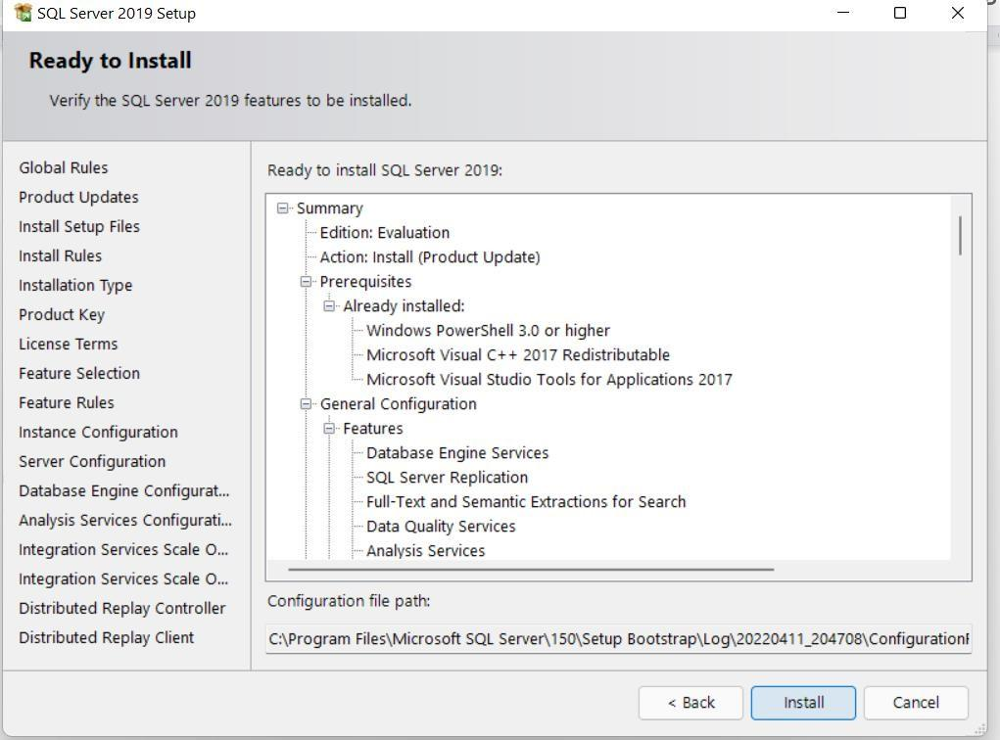 SQL Server 2019 Setup
Ready to Install
Verify the SQL Server 2019 features to be installed.
Global Rules
Product Updates
Install Setup Files
Install Rules
Installation Type
Product Key
License Terms
Feature Selection
Feature Rules
Instance Configuration
Server Configuration
Database Engine Configurat...
Analysis Services Configurati...
Integration Services Scale O...
Integration Services Scale O...
Distributed Replay Controller
Distributed Replay Client
Ready to install SQL Server 2019:
Summary
Edition: Evaluation
Action: Install (Product Update)
Prerequisites
Already installed:
Windows PowerShell 3.0 or higher
Microsoft Visual C++ 2017 Redistributable
Microsoft Visual Studio Tools for Applications 2017
General Configuration
Features
Database Engine Services
SQL Server Replication
Full-Text and Semantic Extractions for Search
Data Quality Services
Analysis Services
Configuration file path:
C:\Program Files\Microsoft SQL Server\150\Setup Bootstrap\Log\20220411_204708\ConfigurationF
< Back
Install
Cancel